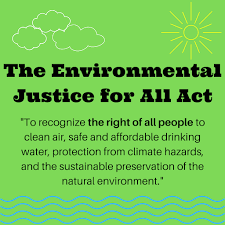 The Environmental
Justice for All Act
"To recognize the right of all people to
clean air, safe and affordable drinking
water, protection from climate hazards,
and the sustainable preservation of the
natural environment."